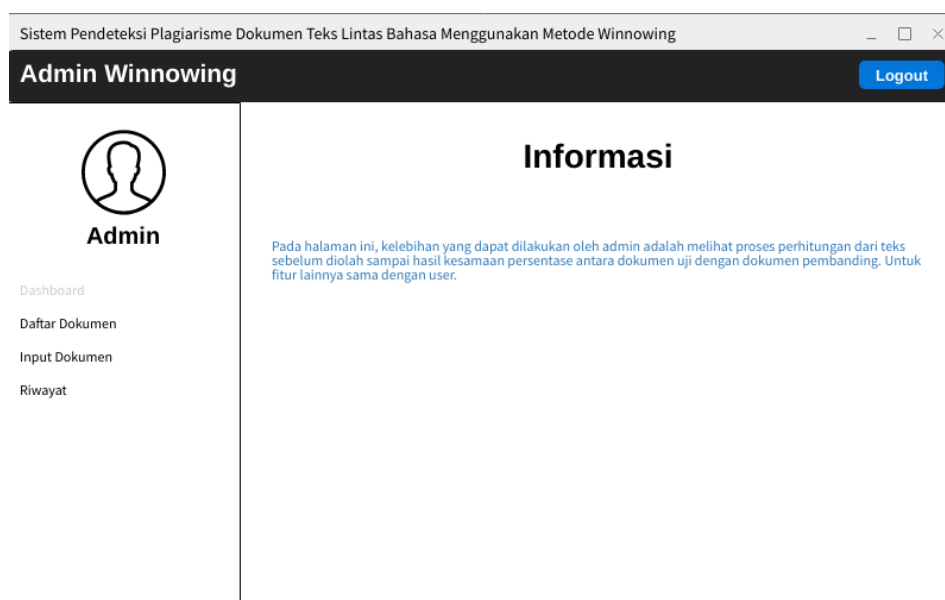 Sistem Pendeteksi Plagiarisme Dokumen Teks Lintas Bahasa Menggunakan Metode Winnowing
Admin Winnowing
Logout
Admin
Dashboard
Daftar Dokumen
Input Dokumen
Riwayat
Informasi
Pada halaman ini, kelebihan yang dapat dilakukan oleh admin adalah melihat proses perhitungan dari teks
sebelum diolah sampai hasil kesamaan persentase antara dokumen uji dengan dokumen pembanding. Untuk
fitur lainnya sama dengan user.